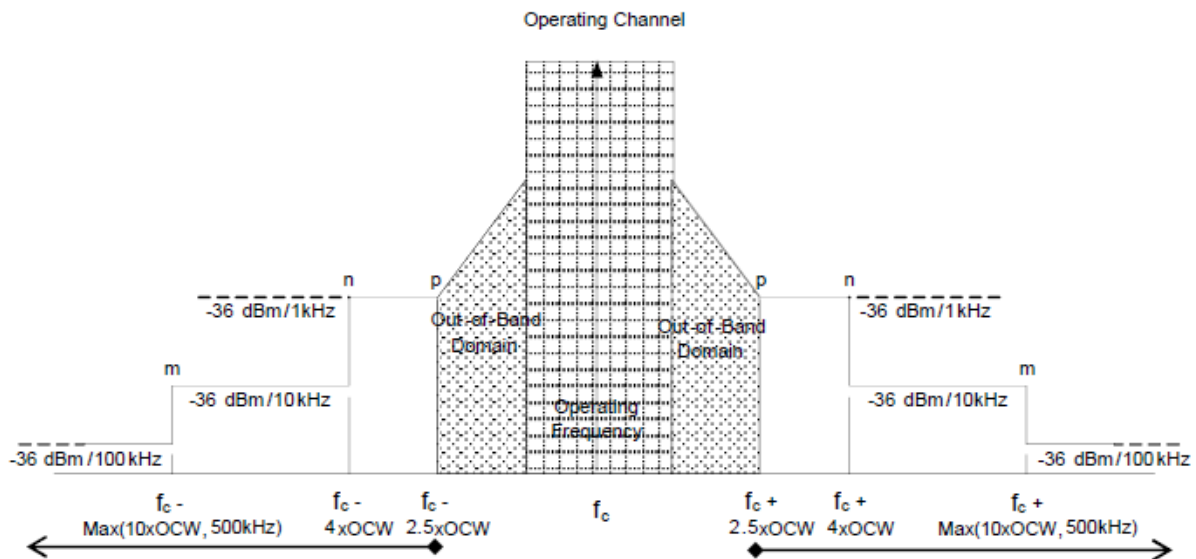 Operating Channel
n p p n
-36 dBm/1kHz -36 dBm/1kHz
Out-of-Band Domain Out-of-Band Domain
m m
-36 dBm/10kHz -36 dBm/10kHz
Operating Frequency
-36 dBm/100kHz -36 dBm/100kHz
fc - Max(10xOCW, 500kHz)
fc - 4xOCW
fc - 2.5xOCW
fc
fc + 2.5xOCW
fc + 4xOCW
fc + Max(10xOCW, 500kHz)